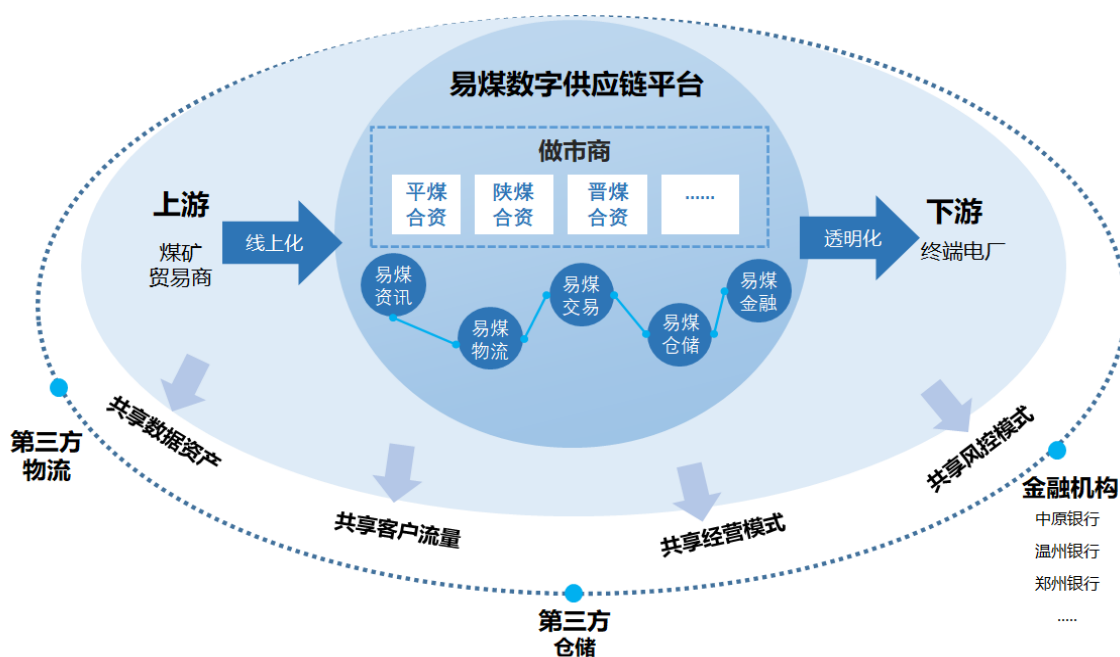 易煤数字供应链平台
做市商
平煤
合资
陕煤
合资
晋煤
合资
......
上游
煤矿
贸易商
线上化
透明化
下游
终端电厂
易煤
资讯
易煤
物流
易煤
交易
易煤
仓储
易煤
金融
共享数据资产
共享客户流量
共享经营模式
共享风控模式
第三方
物流
第三方
仓储
金融机构
中原银行
温州银行
郑州银行
.....